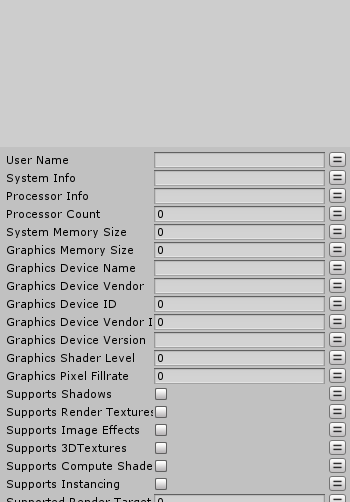 User Name
System Info
Processor Info
Processor Count 0
System Memory Size 0
Graphics Memory Size 0
Graphics Device Name
Graphics Device Vendor
Graphics Device ID 0
Graphics Device Vendor I 0
Graphics Device Version
Graphics Shader Level 0
Graphics Pixel Fillrate 0
Supports Shadows
Supports Render Textures
Supports Image Effects
Supports 3DTextures
Supports Compute Shade
Supports Instancing
Supported Render Target 0